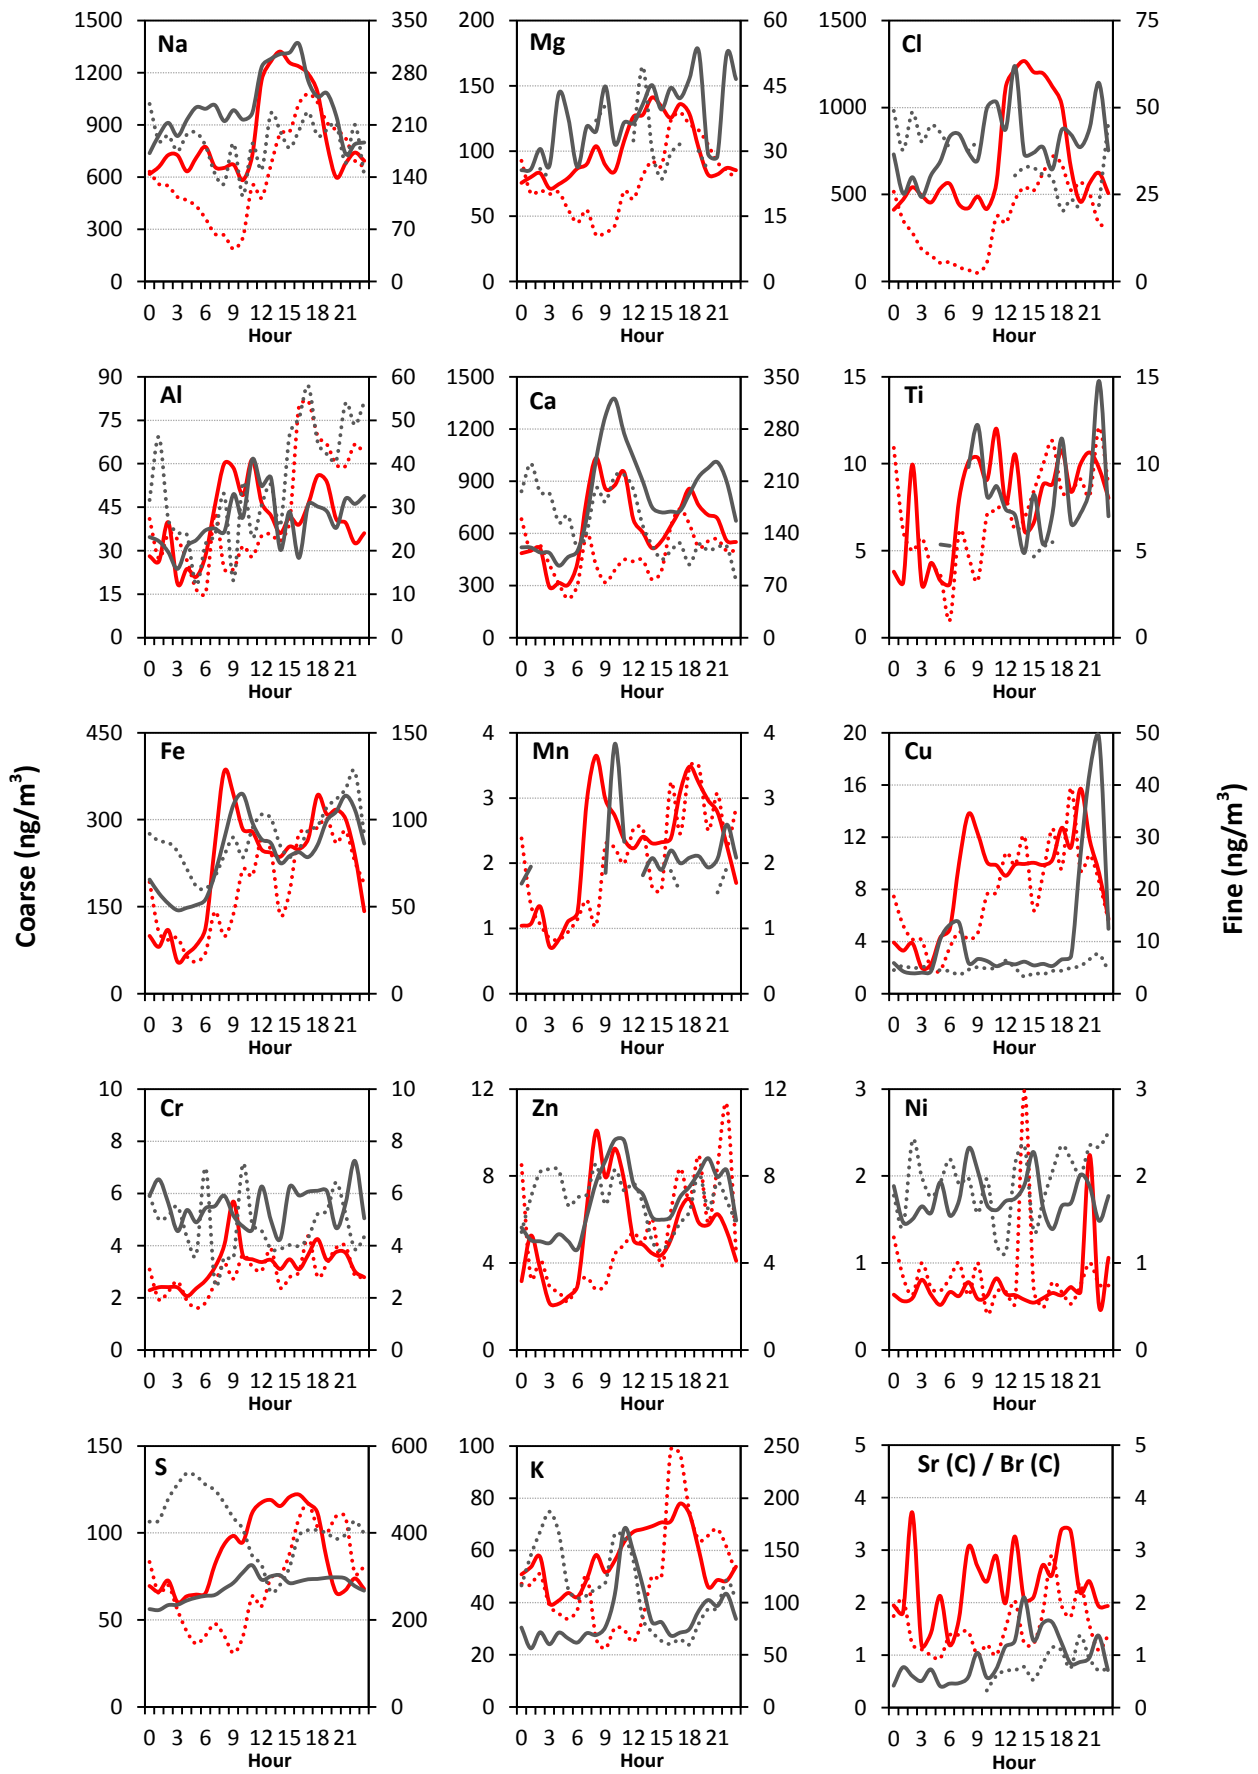 1500 350 200 60 1500 75
Na Mg Cl
1200 280 150 45
900 210 1000 50
600 140 100 30
300 70 50 15 500 25
0 0 0 0 0 0
0 3 6 9 12 15 18 21 0 3 6 9 12 15 18 21 0 3 6 9 12 15 18 21
Hour Hour Hour
90 60 1500 350 15 15
Al Ca Ti
75 50 1200 280
60 40 900 210 10 10
45 30
30 20 600 140 5 5
15 10 300 70
0 0 0 0 0 0
0 3 6 9 12 15 18 21 0 3 6 9 12 15 18 21 0 3 6 9 12 15 18 21
Hour Hour Hour
Coarse (ng/m³)
Fine (ng/m³)
450 150 4 4 20 50
Fe Mn Cu
300 100 3 3 16 40
2 2 12 30
150 50 8 20
1 1 4 10
0 0 0 0 0 0
0 3 6 9 12 15 18 21 0 3 6 9 12 15 18 21 0 3 6 9 12 15 18 21
Hour Hour Hour
10 10 12 12 3 3
Cr Zn Ni
8 8 8 8 2 2
6 6
4 4 4 4 1 1
2 2
0 0 0 0 0 0
0 3 6 9 12 15 18 21 0 3 6 9 12 15 18 21 0 3 6 9 12 15 18 21
Hour Hour Hour
150 600 100 250 5 5
S K Sr (C) / Br (C)
100 400 80 200 4 4
60 150 3 3
50 200 40 100 2 2
20 50 1 1
0 0 0 0 0 0
0 3 6 9 12 15 18 21 0 3 6 9 12 15 18 21 0 3 6 9 12 15 18 21
Hour Hour Hour